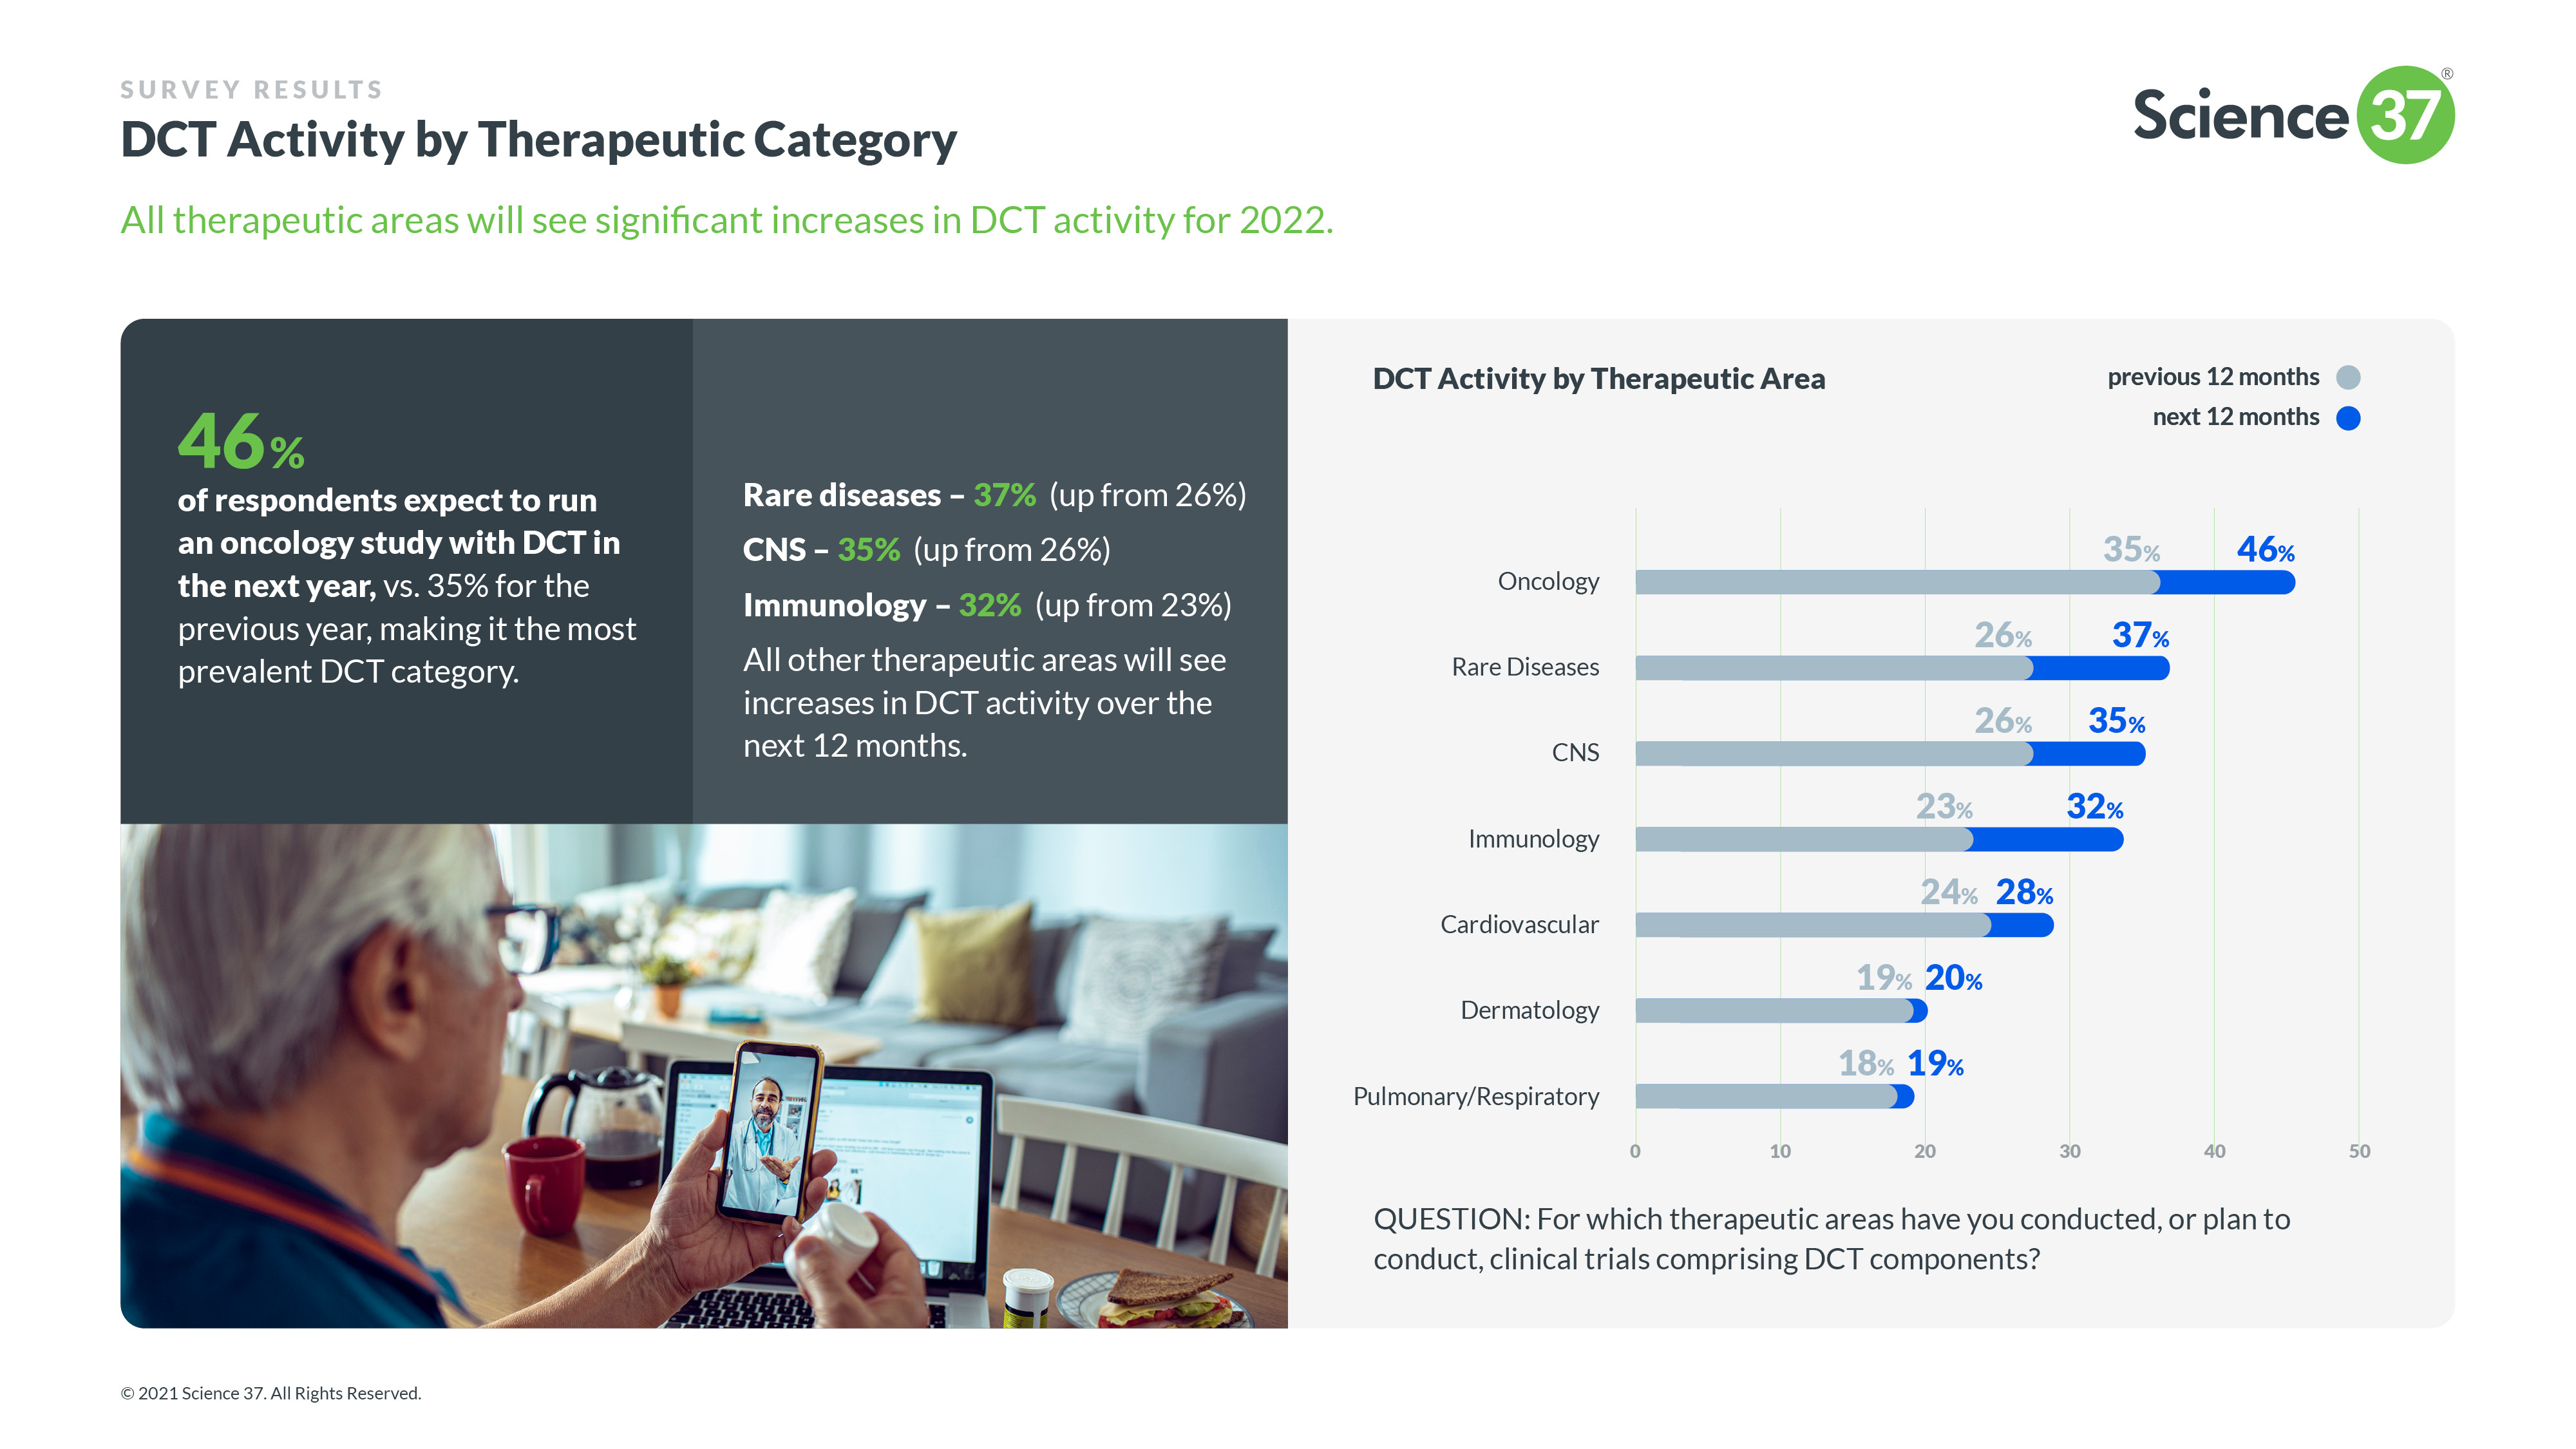 SURVEY RESULTS
DCT Activity by Therapeutic Category
All therapeutic areas will see significant increases in DCT activity for 2022.
Science 37®
46%
of respondents expect to run
an oncology study with DCT in
the next year, vs. 35% for the
previous year, making it the most
prevalent DCT category.
Rare diseases – 37% (up from 26%)
CNS – 35% (up from 26%)
Immunology – 32% (up from 23%)
All other therapeutic areas will see
increases in DCT activity over the
next 12 months.
DCT Activity by Therapeutic Area
previous 12 months
next 12 months
35% 46%
Oncology
26% 37%
Rare Diseases
26% 35%
CNS
23% 32%
Immunology
24% 28%
Cardiovascular
19% 20%
Dermatology
18% 19%
Pulmonary/Respiratory
0 10 20 30 40 50
QUESTION: For which therapeutic areas have you conducted, or plan to
conduct, clinical trials comprising DCT components?
© 2021 Science 37. All Rights Reserved.